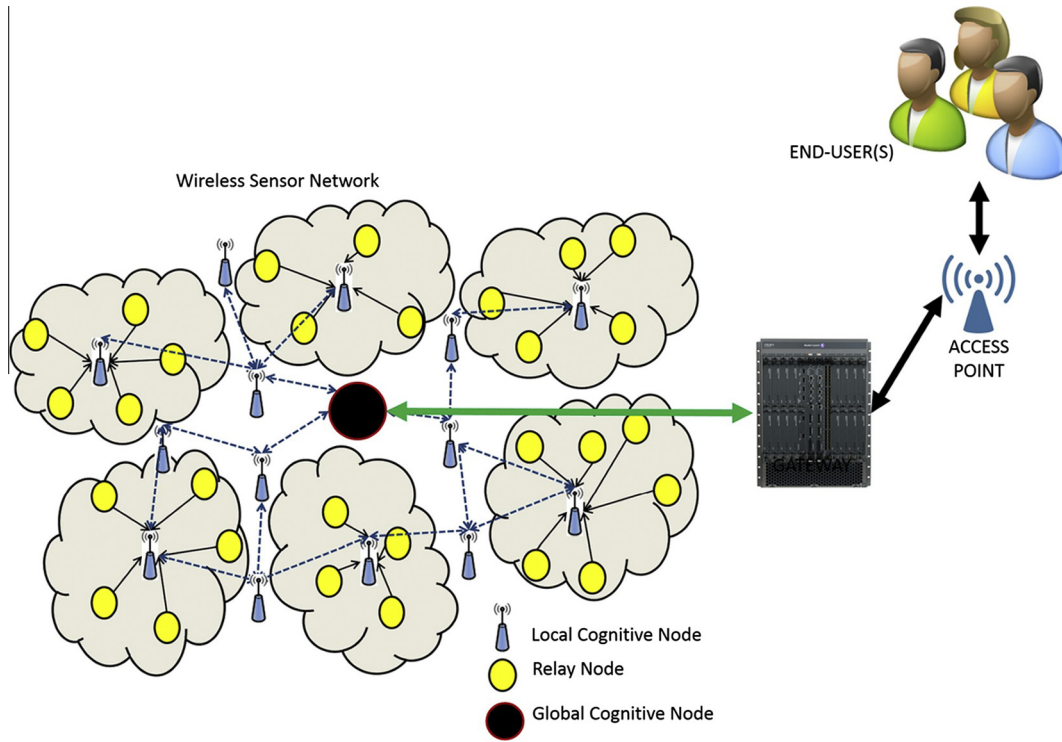 END-USER(S)
Wireless Sensor Network
ACCESS
POINT
GATEWAY
Local Cognitive Node
Relay Node
Global Cognitive Node